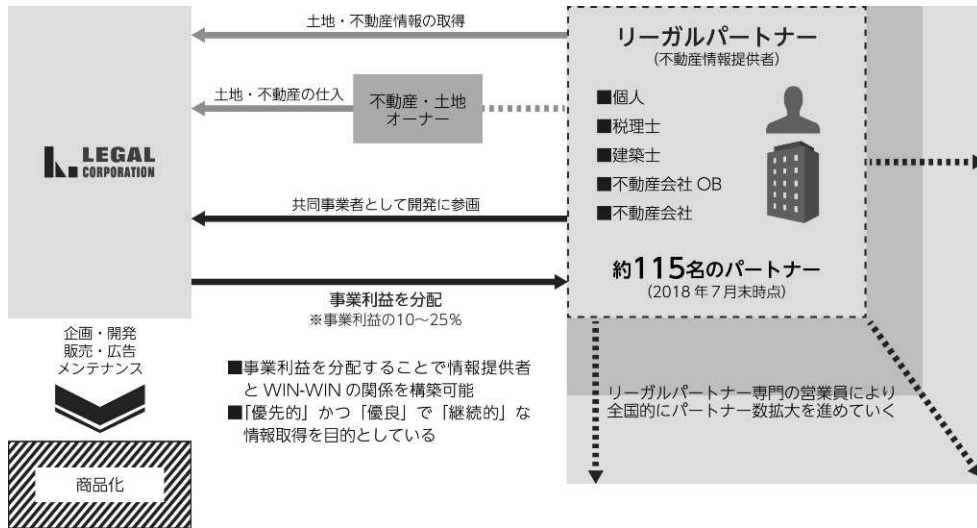 土地・不動産情報の取得
土地・不動産の仕入
不動産・土地
オーナー
LEGAL
CORPORATION
共同事業者として開発に参画
事業利益を分配
※事業利益の10〜25%
リーガルパートナー
(不動産情報提供者)
■個人
■税理士
■建築士
■不動産会社 OB
■不動産会社
約115名のパートナー
(2018 年 7 月末時点)
企画・開発
販売・広告
メンテナンス
商品化
■事業利益を分配することで情報提供者
と WIN-WIN の関係を構築可能
■「優先的」かつ「優良」で「継続的」な
情報取得を目的としている
リーガルパートナー専門の営業員により
全国的にパートナー数拡大を進めていく